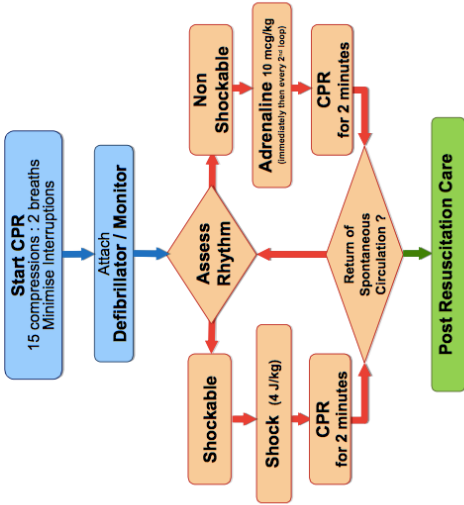 Start CPR
15 compressions : 2 breaths
Minimise Interruptions
Attach
Defibrillator / Monitor
Assess
Rhythm
Shockable
Shock (4 J/kg)
CPR
for 2 minutes
Non
Shockable
Adrenaline 10 mcg/kg
(immediately then every 2nd loop)
CPR
for 2 minutes
Return of
Spontaneous
Circulation ?
Post Resuscitation Care